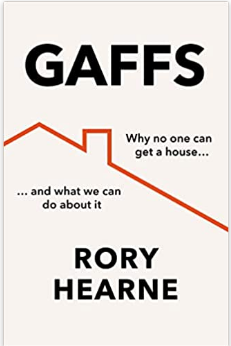 GAFFS
Why no one can
get a house...
... and what we can
do about it
RORY
HEARNE